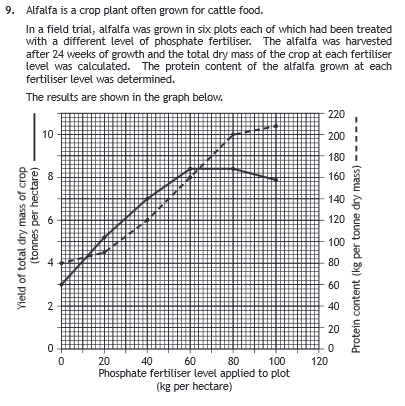 9. Alfalfa is a crop plant often grown for cattle food.
In a field trial, alfalfa was grown in six plots each of which had been treated
with a different level of phosphate fertiliser. The alfalfa was harvested
after 24 weeks of growth and the total dry mass of the crop at each fertiliser
level was calculated. The protein content of the alfalfa grown at each
fertiliser level was determined.
The results are shown in the graph below.
Yield of total dry mass of crop
(tonnes per hectare)
10
8
6
4
2
0
220
200
180
160
140
120
100
80
60
40
20
0
Protein content (kg per tonne dry mass)
0 20 40 60 80 100 120
Phosphate fertiliser level applied to plot
(kg per hectare)